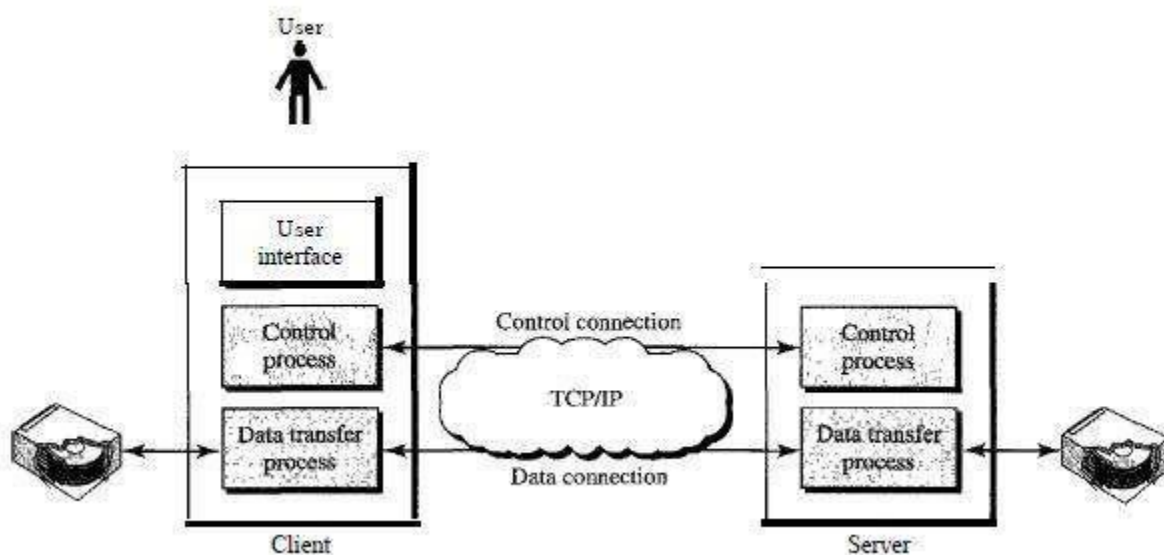 User
User
interface
Control
process
Data transfer
process
Control connection
TCP/IP
Data connection
Control
process
Data transfer
process
Client
Server